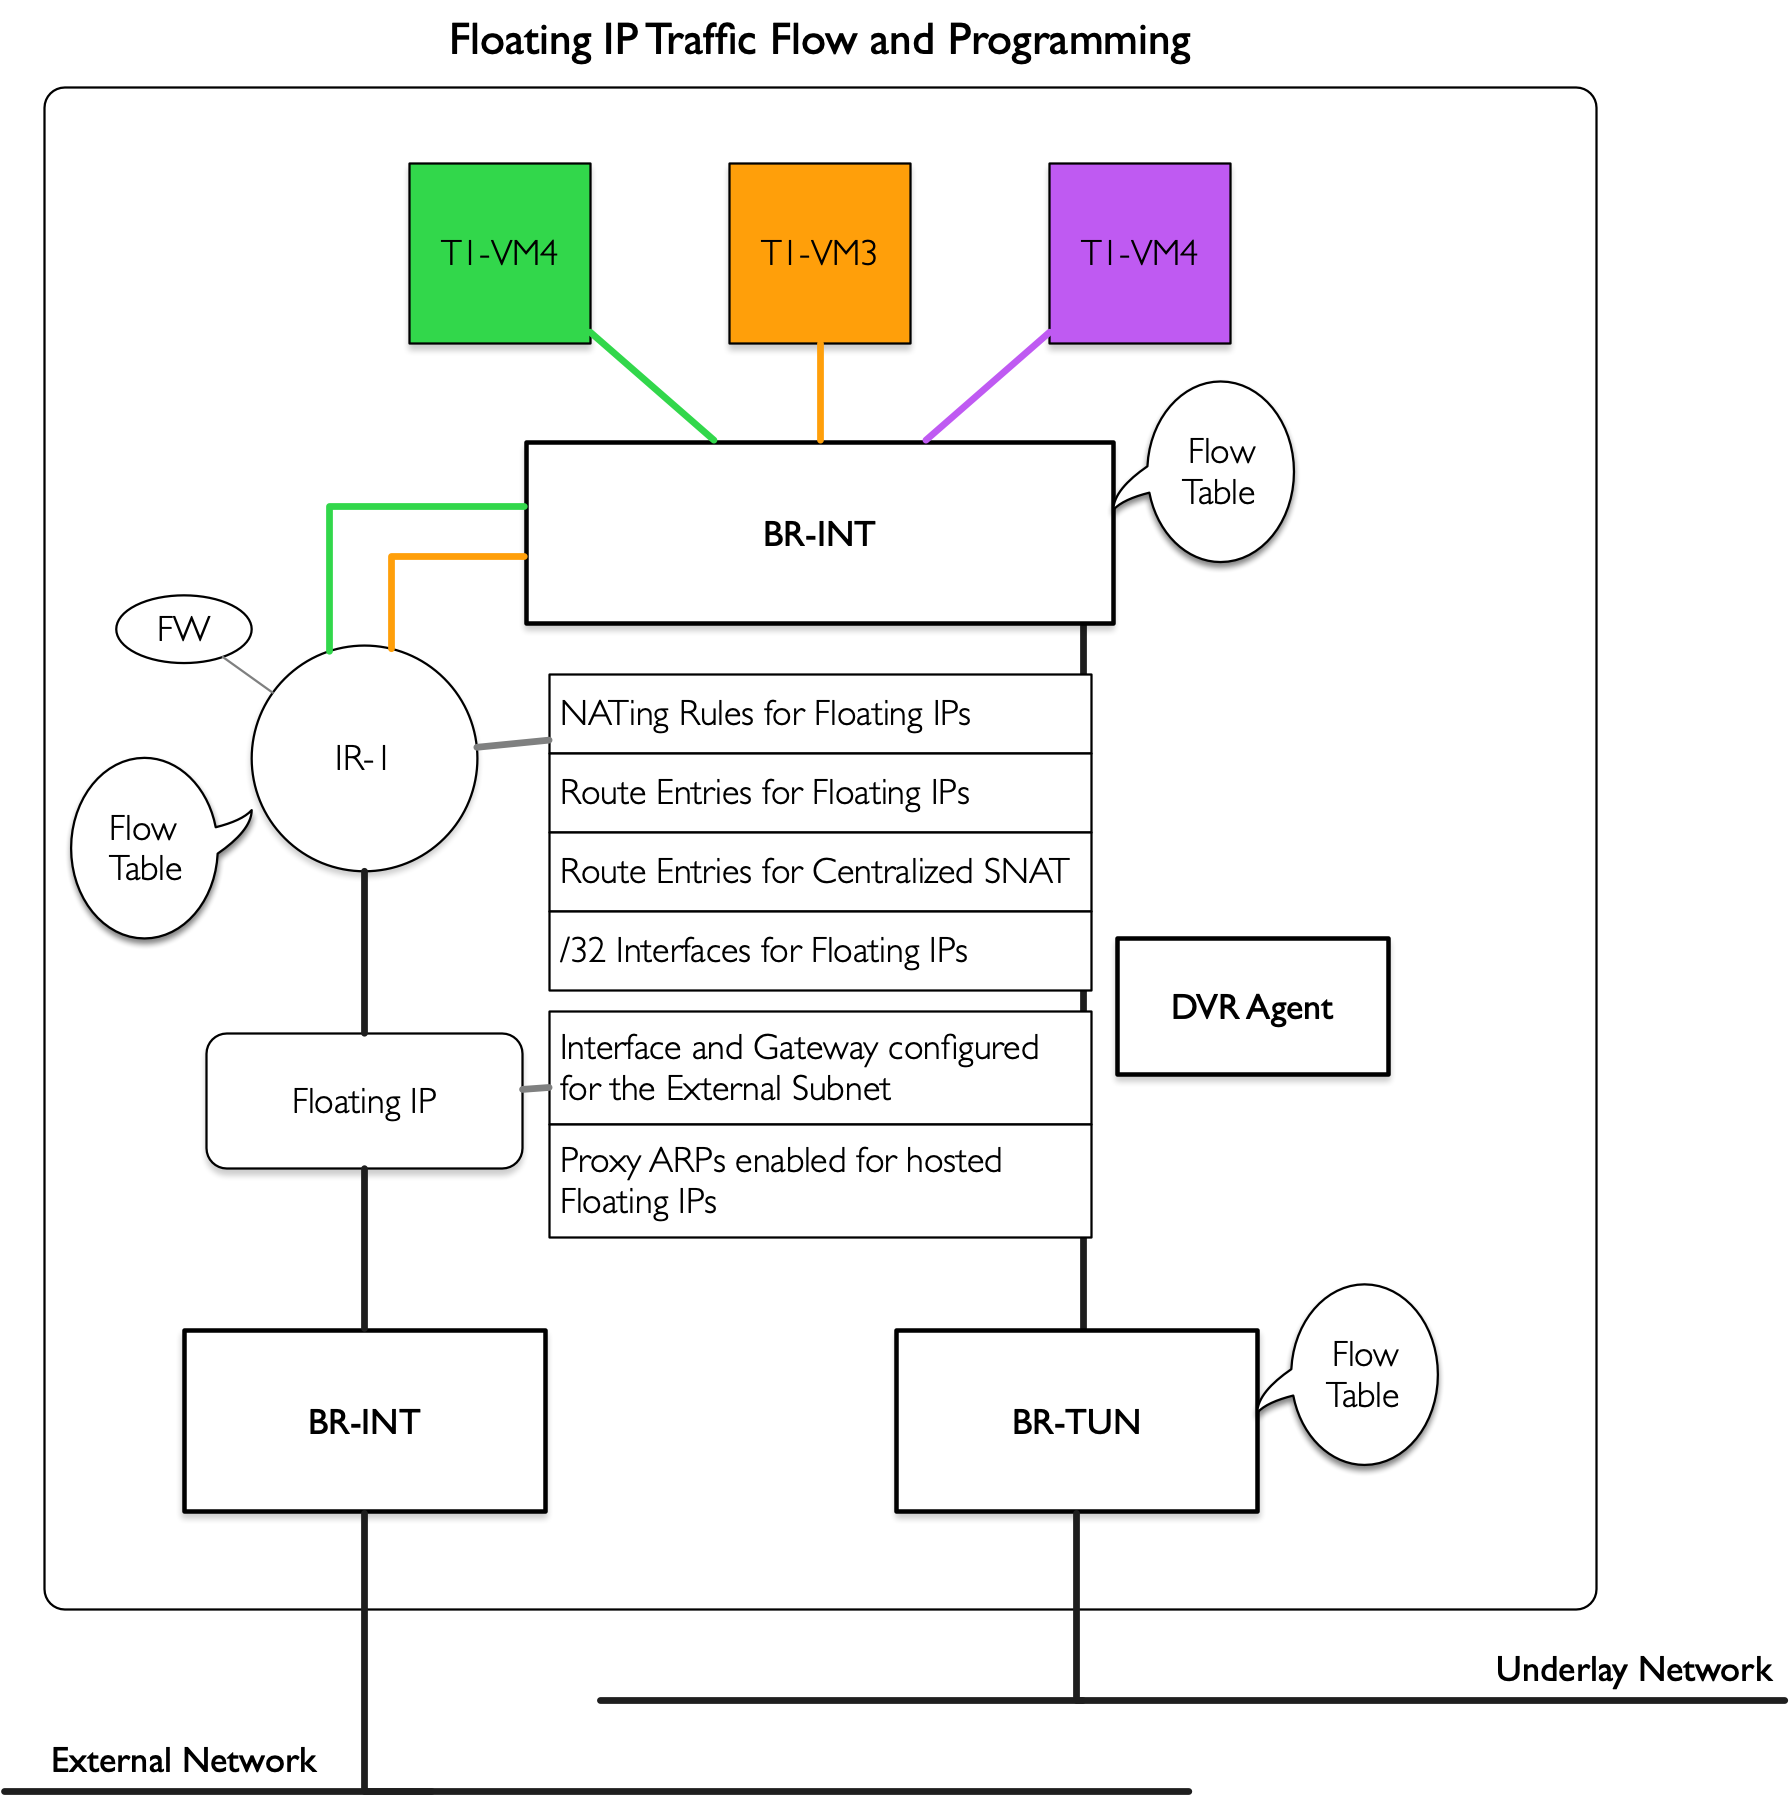 Floating IP Traffic Flow and Programming
T1-VM4
T1-VM3
T1-VM4
Flow
Table
BR-INT
FW
NATing Rules for Floating IPs
IR-1
Route Entries for Floating IPs
Flow
Table
Route Entries for Centralized SNAT
/32 Interfaces for Floating IPs
DVR Agent
Interface and Gateway configured
for the External Subnet
Floating IP
Proxy ARPs enabled for hosted
Floating IPs
Flow
Table
BR-INT
BR-TUN
Underlay Network
External Network